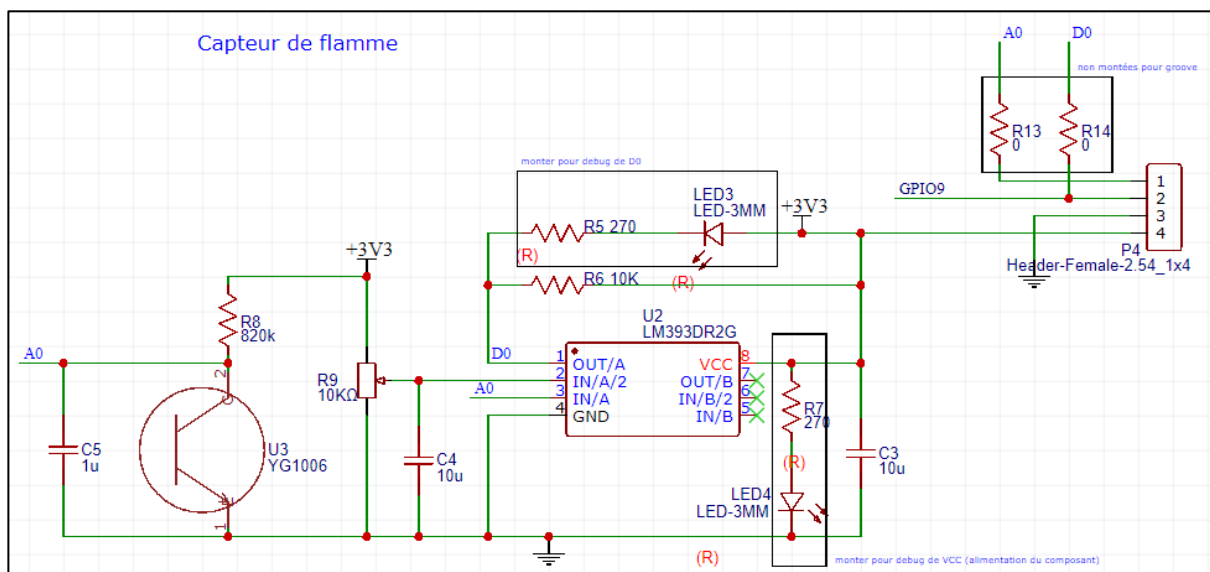 Capteur de flamme
A0
D0
non montées pour groove
R13
0
R14
0
GPIO9
1
2
3
4
P4
Header-Female-2.54_1x4
monter pour debug de D0
LED3
LED-3MM
+3V3
R5 270
(R)
R6 10K
(R)
+3V3
R8
820k
A0
2
C
U3
YG1006
E
1
C5
1u
R9
10KΩ
C4
10u
D0
A0
U2
LM393DR2G
1 OUT/A
2 IN/A/2
3 IN/A
4 GND
VCC 8
OUT/B 7
IN/B/2 6
IN/B 5
R7
270
(R)
LED4
LED-3MM
C3
10u
(R)
monter pour debug de VCC (alimentation du composant)